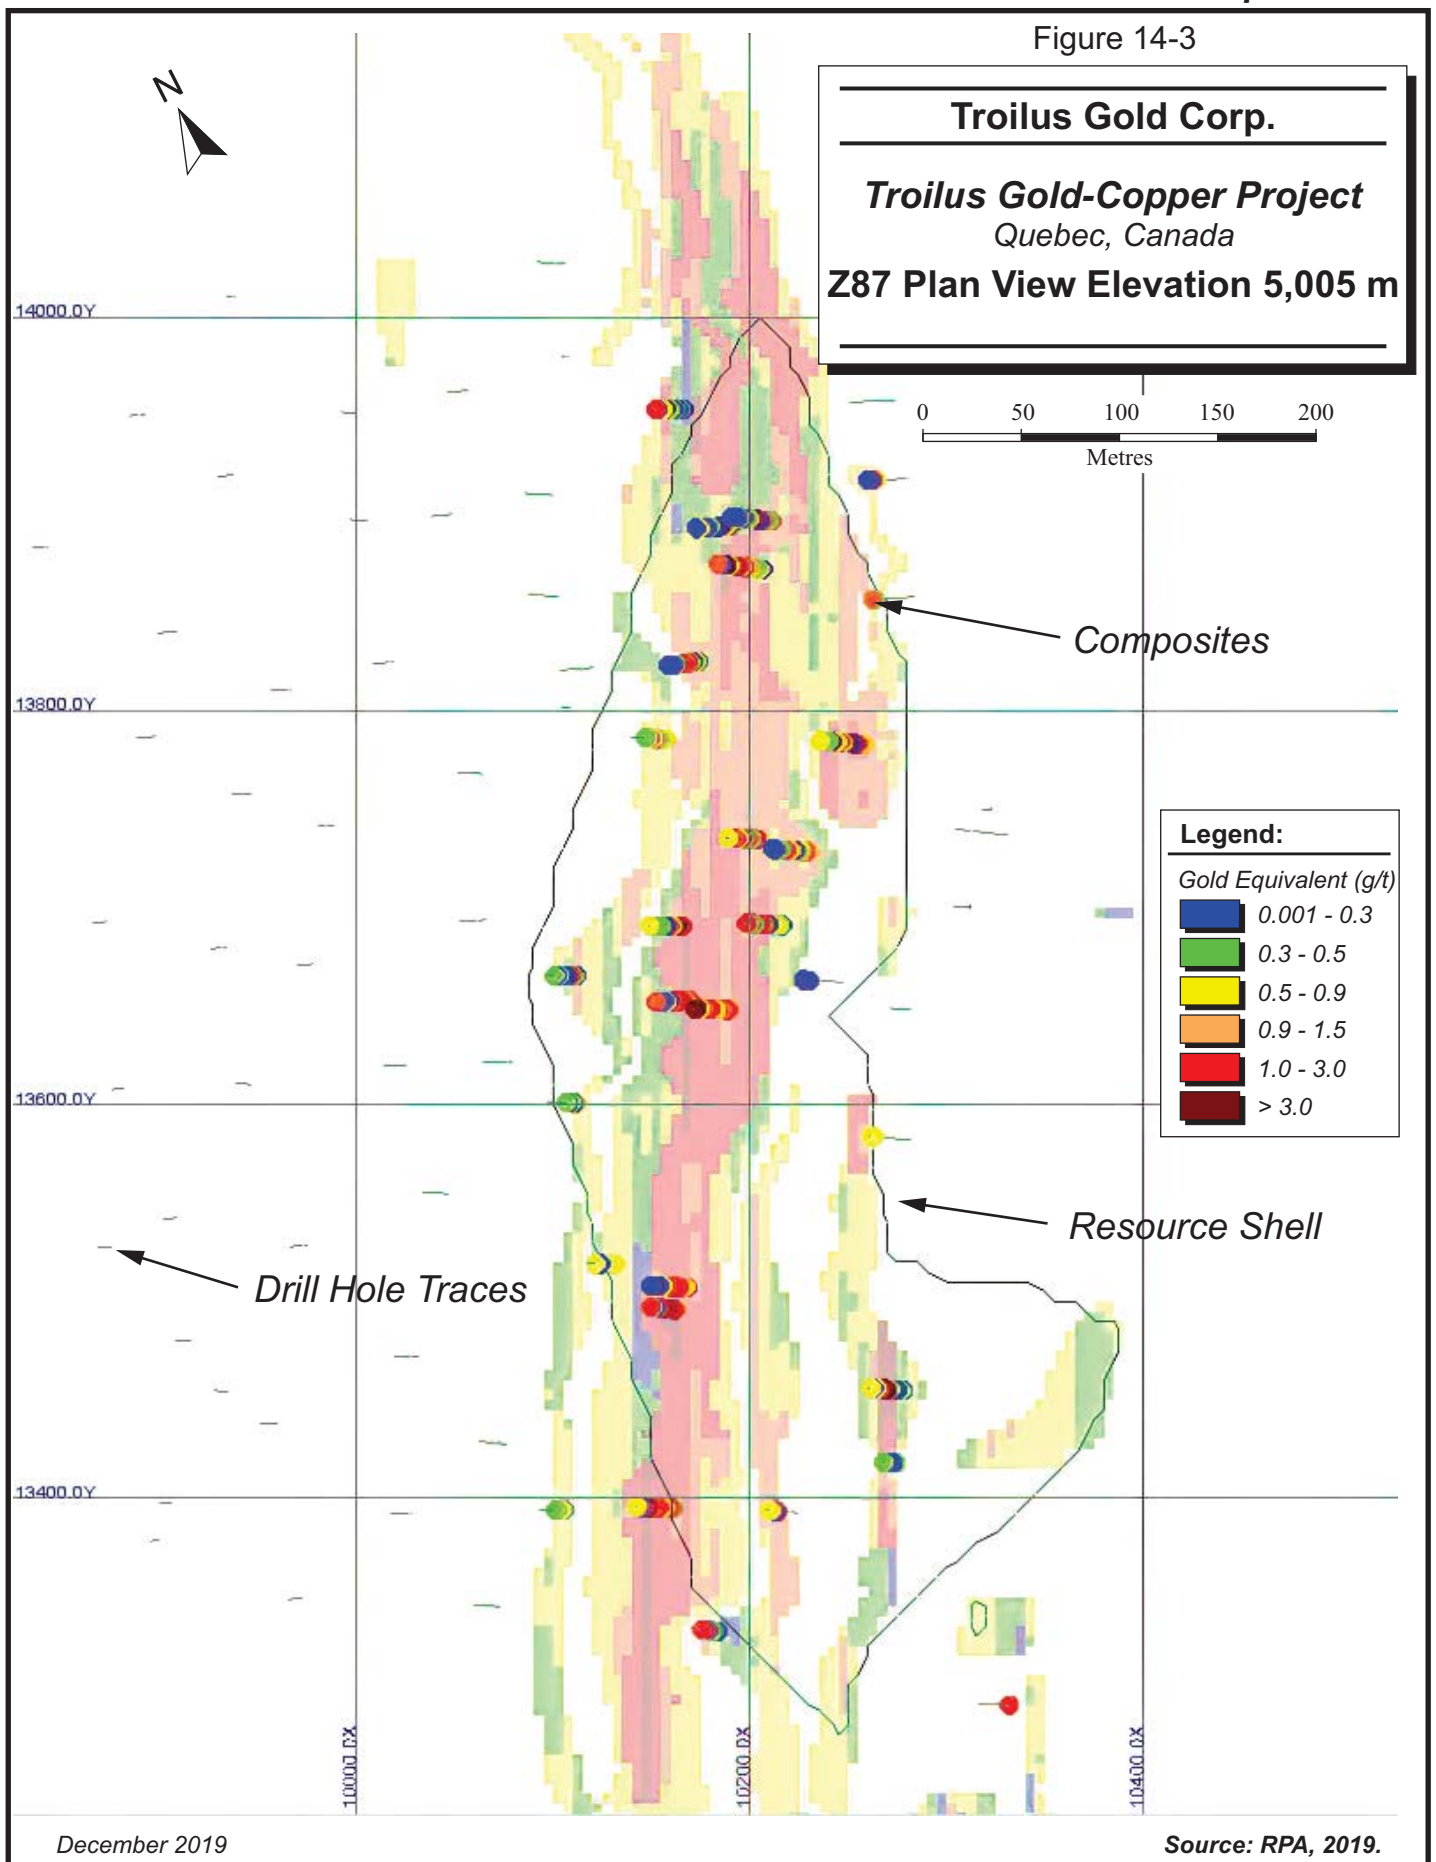 Figure 14-3
N
Troilus Gold Corp.
Troilus Gold-Copper Project
Quebec, Canada
Z87 Plan View Elevation 5,005 m
14000.0Y
0 50 100 150 200
Metres
Composites
13800.0Y
Legend:
Gold Equivalent (g/t)
0.001 - 0.3
0.3 - 0.5
0.5 - 0.9
0.9 - 1.5
1.0 - 3.0
> 3.0
13600.0Y
Resource Shell
Drill Hole Traces
13400.0Y
10000.0X
10200.0X
10400.0X
December 2019
Source: RPA, 2019.